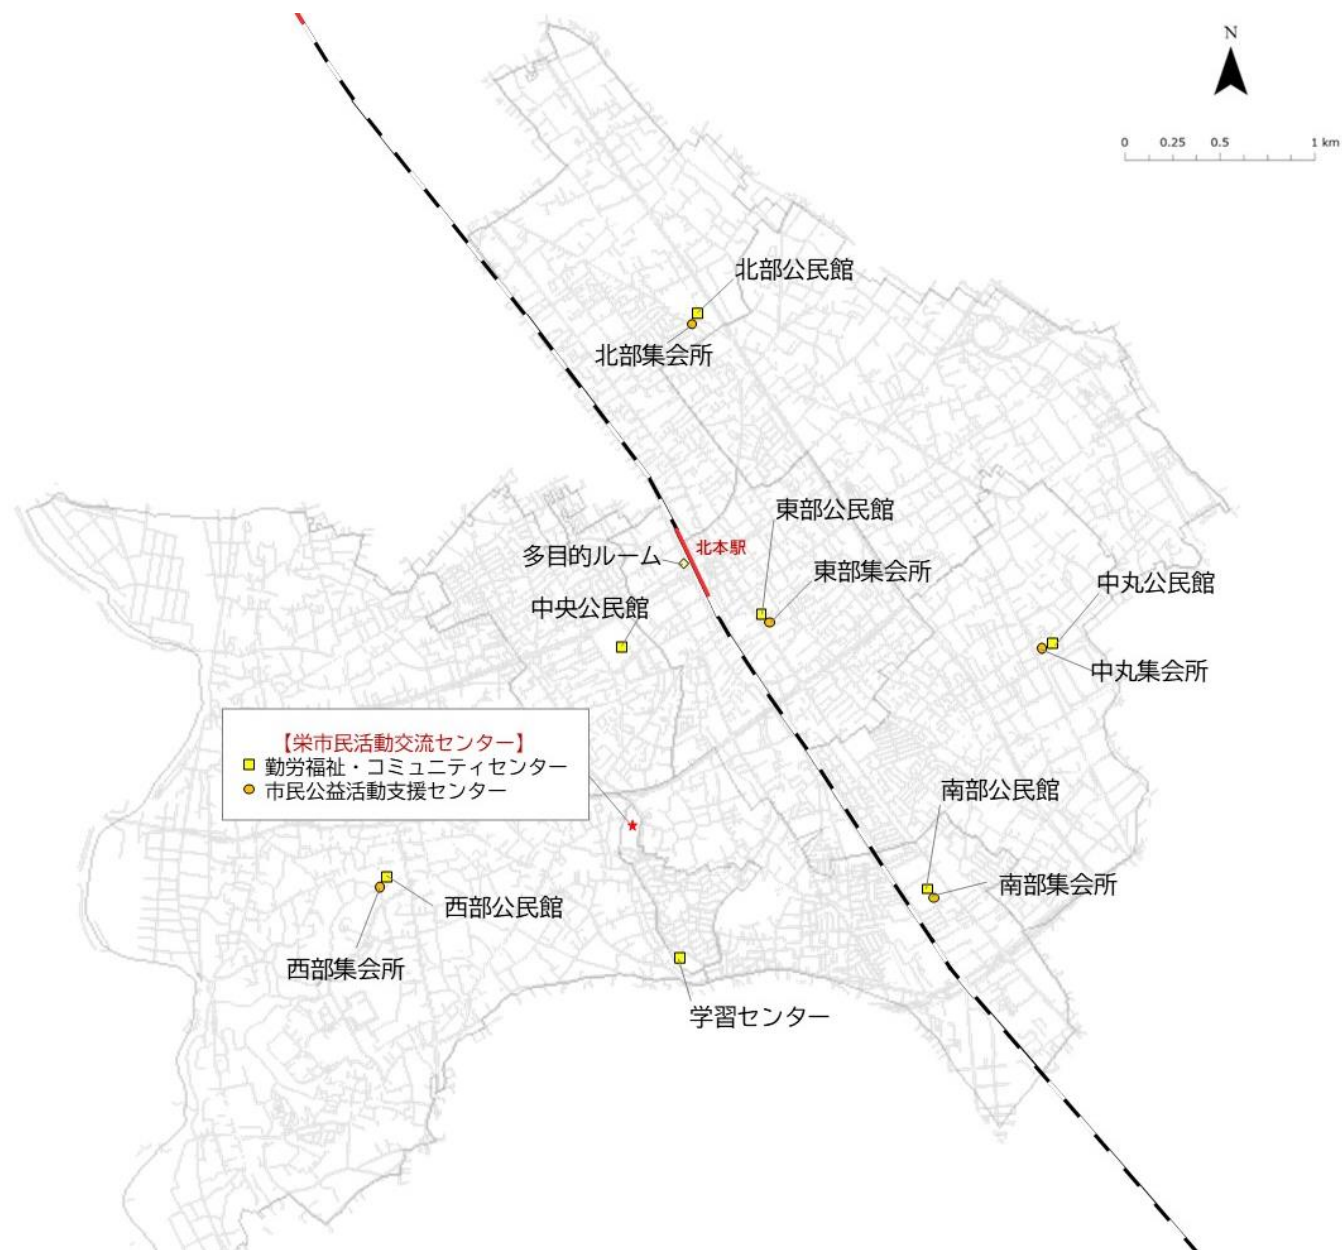 N
0 0.25 0.5 1 km
北部公民館
北部集会所
東部公民館
北本駅
多目的ルーム
東部集会所
中丸公民館
中央公民館
中丸集会所
【栄市民活動交流センター】
勤労福祉・コミュニティセンター
市民公益活動支援センター
南部公民館
南部集会所
西部公民館
西部集会所
学習センター